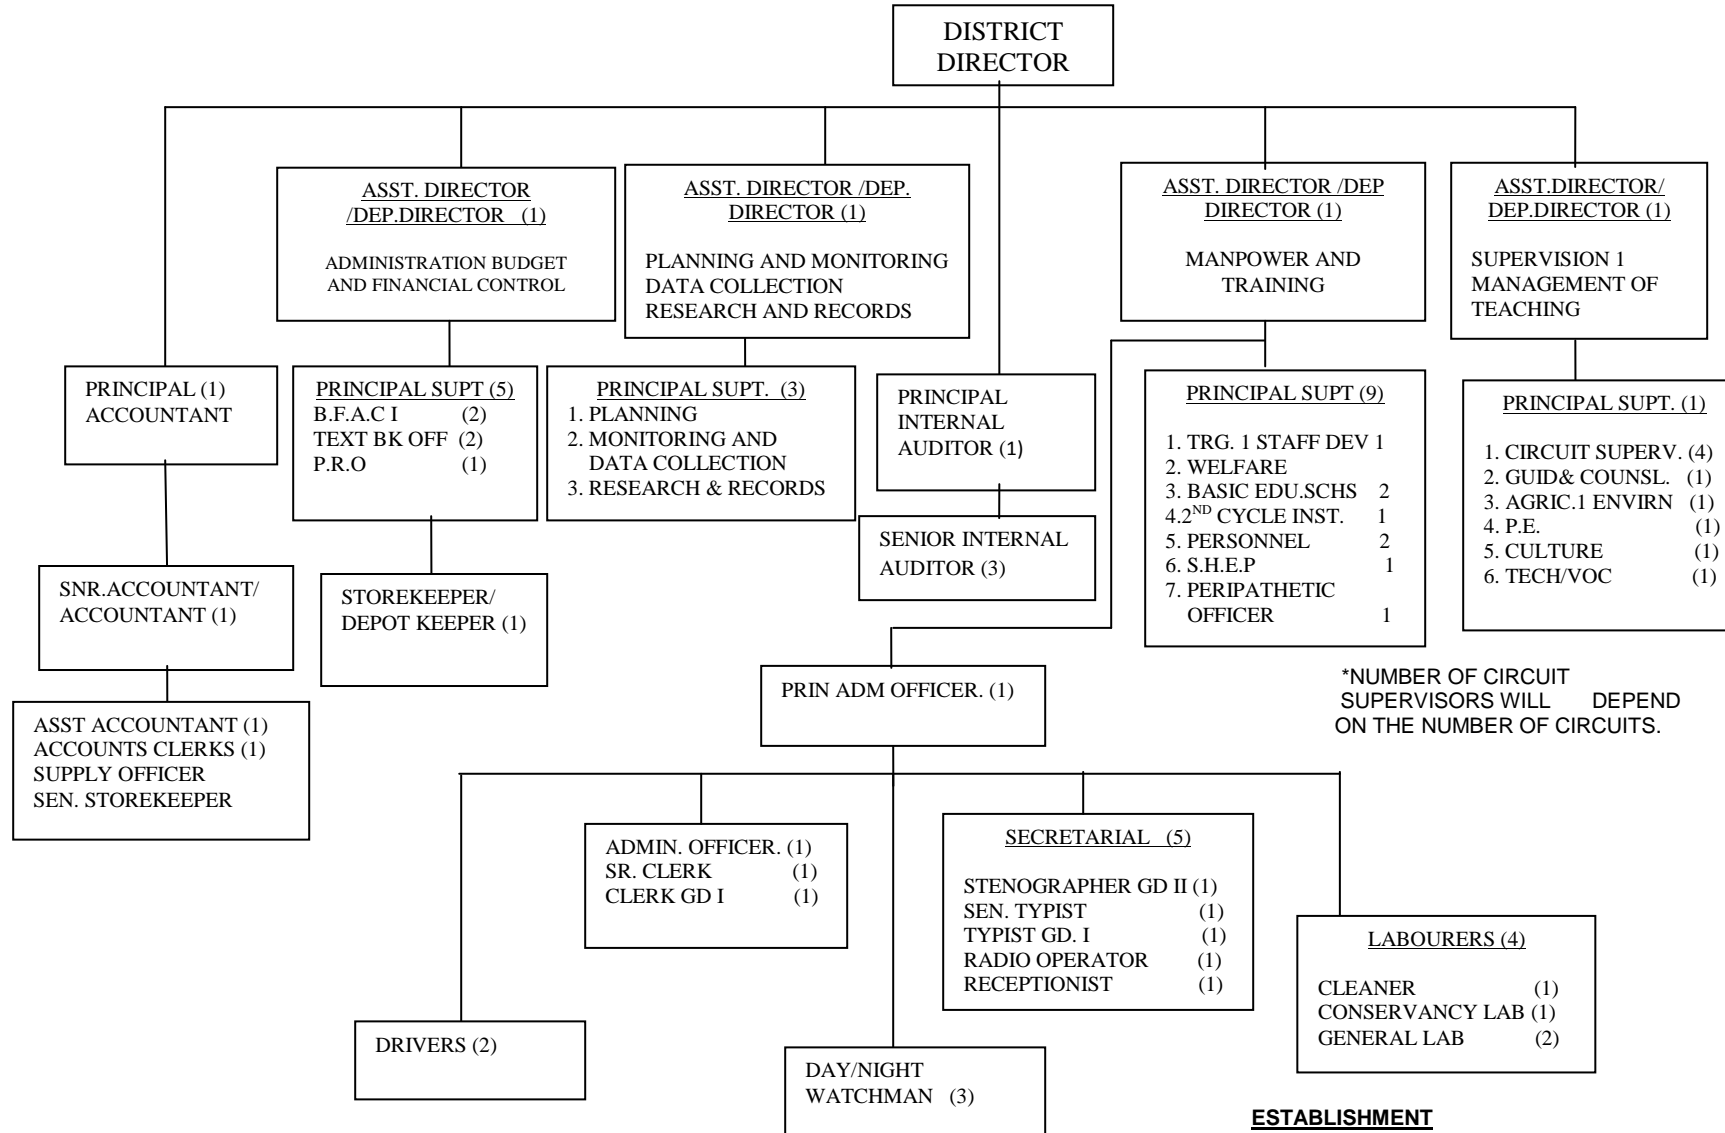 DISTRICT
DIRECTOR
ASST. DIRECTOR
/DEP.DIRECTOR (1)
ADMINISTRATION BUDGET
AND FINANCIAL CONTROL
ASST. DIRECTOR /DEP.
DIRECTOR (1)
PLANNING AND MONITORING
DATA COLLECTION
RESEARCH AND RECORDS
ASST. DIRECTOR /DEP
DIRECTOR (1)
MANPOWER AND
TRAINING
ASST.DIRECTOR/
DEP.DIRECTOR (1)
SUPERVISION 1
MANAGEMENT OF
TEACHING
PRINCIPAL (1)
ACCOUNTANT
PRINCIPAL SUPT (5)
B.F.A.C I (2)
TEXT BK OFF (2)
P.R.O (1)
PRINCIPAL SUPT. (3)
1. PLANNING
2. MONITORING AND
DATA COLLECTION
3. RESEARCH & RECORDS
PRINCIPAL
INTERNAL
AUDITOR (1)
PRINCIPAL SUPT (9)
1. TRG. 1 STAFF DEV 1
2. WELFARE
3. BASIC EDU.SCHS 2
4.2ND CYCLE INST. 1
5. PERSONNEL 2
6. S.H.E.P 1
7. PERIPATHETIC
OFFICER 1
PRINCIPAL SUPT. (1)
1. CIRCUIT SUPERV. (4)
2. GUID& COUNSL. (1)
3. AGRIC.1 ENVIRN (1)
4. P.E. (1)
5. CULTURE (1)
6. TECH/VOC (1)
SENIOR INTERNAL
AUDITOR (3)
SNR.ACCOUNTANT/
ACCOUNTANT (1)
STOREKEEPER/
DEPOT KEEPER (1)
PRIN ADM OFFICER. (1)
*NUMBER OF CIRCUIT
SUPERVISORS WILL DEPEND
ON THE NUMBER OF CIRCUITS.
ASST ACCOUNTANT (1)
ACCOUNTS CLERKS (1)
SUPPLY OFFICER
SEN. STOREKEEPER
ADMIN. OFFICER. (1)
SR. CLERK (1)
CLERK GD I (1)
SECRETARIAL (5)
STENOGRAPHER GD II (1)
SEN. TYPIST (1)
TYPIST GD. I (1)
RADIO OPERATOR (1)
RECEPTIONIST (1)
LABOURERS (4)
CLEANER (1)
CONSERVANCY LAB (1)
GENERAL LAB (2)
DRIVERS (2)
DAY/NIGHT
WATCHMAN (3)
ESTABLISHMENT